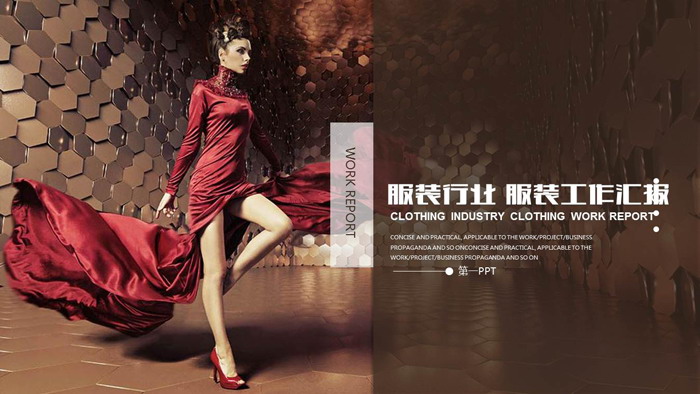 WORK REPORT
服装行业 服装工作汇报
CLOTHING INDUSTRY CLOTHING WORK REPORT
CONCISE AND PRACTICAL, APPLICABLE TO THE WORK/PROJECT/BUSINESS
PROPAGANDA AND SO ONCONCISE AND PRACTICAL, APPLICABLE TO THE
WORK/PROJECT/BUSINESS PROPAGANDA AND SO ON
第一PPT